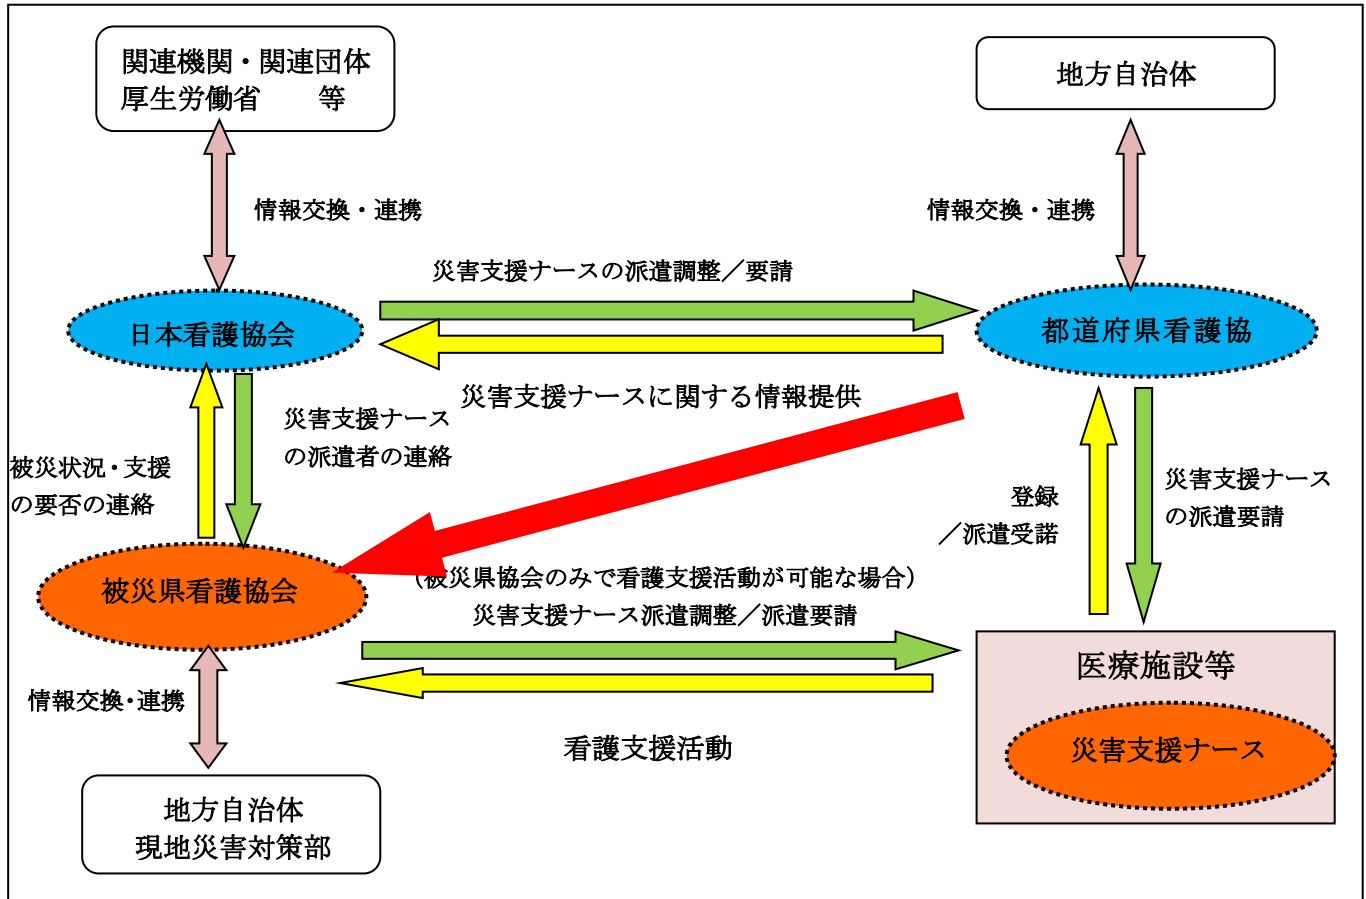 関連機関・関連団体
厚生労働省　　等
地方自治体
情報交換・連携
情報交換・連携
災害支援ナースの派遣調整／要請
日本看護協会
都道府県看護協
災害支援ナースに関する情報提供
災害支援ナース
の派遣者の連絡
被災状況・支援
の要否の連絡
登録
／派遣受諾
災害支援ナース
の派遣要請
被災県看護協会
（被災県協会のみで看護支援活動が可能な場合）
災害支援ナース派遣調整／派遣要請
医療施設等
情報交換・連携
看護支援活動
災害支援ナース
地方自治体
現地災害対策部